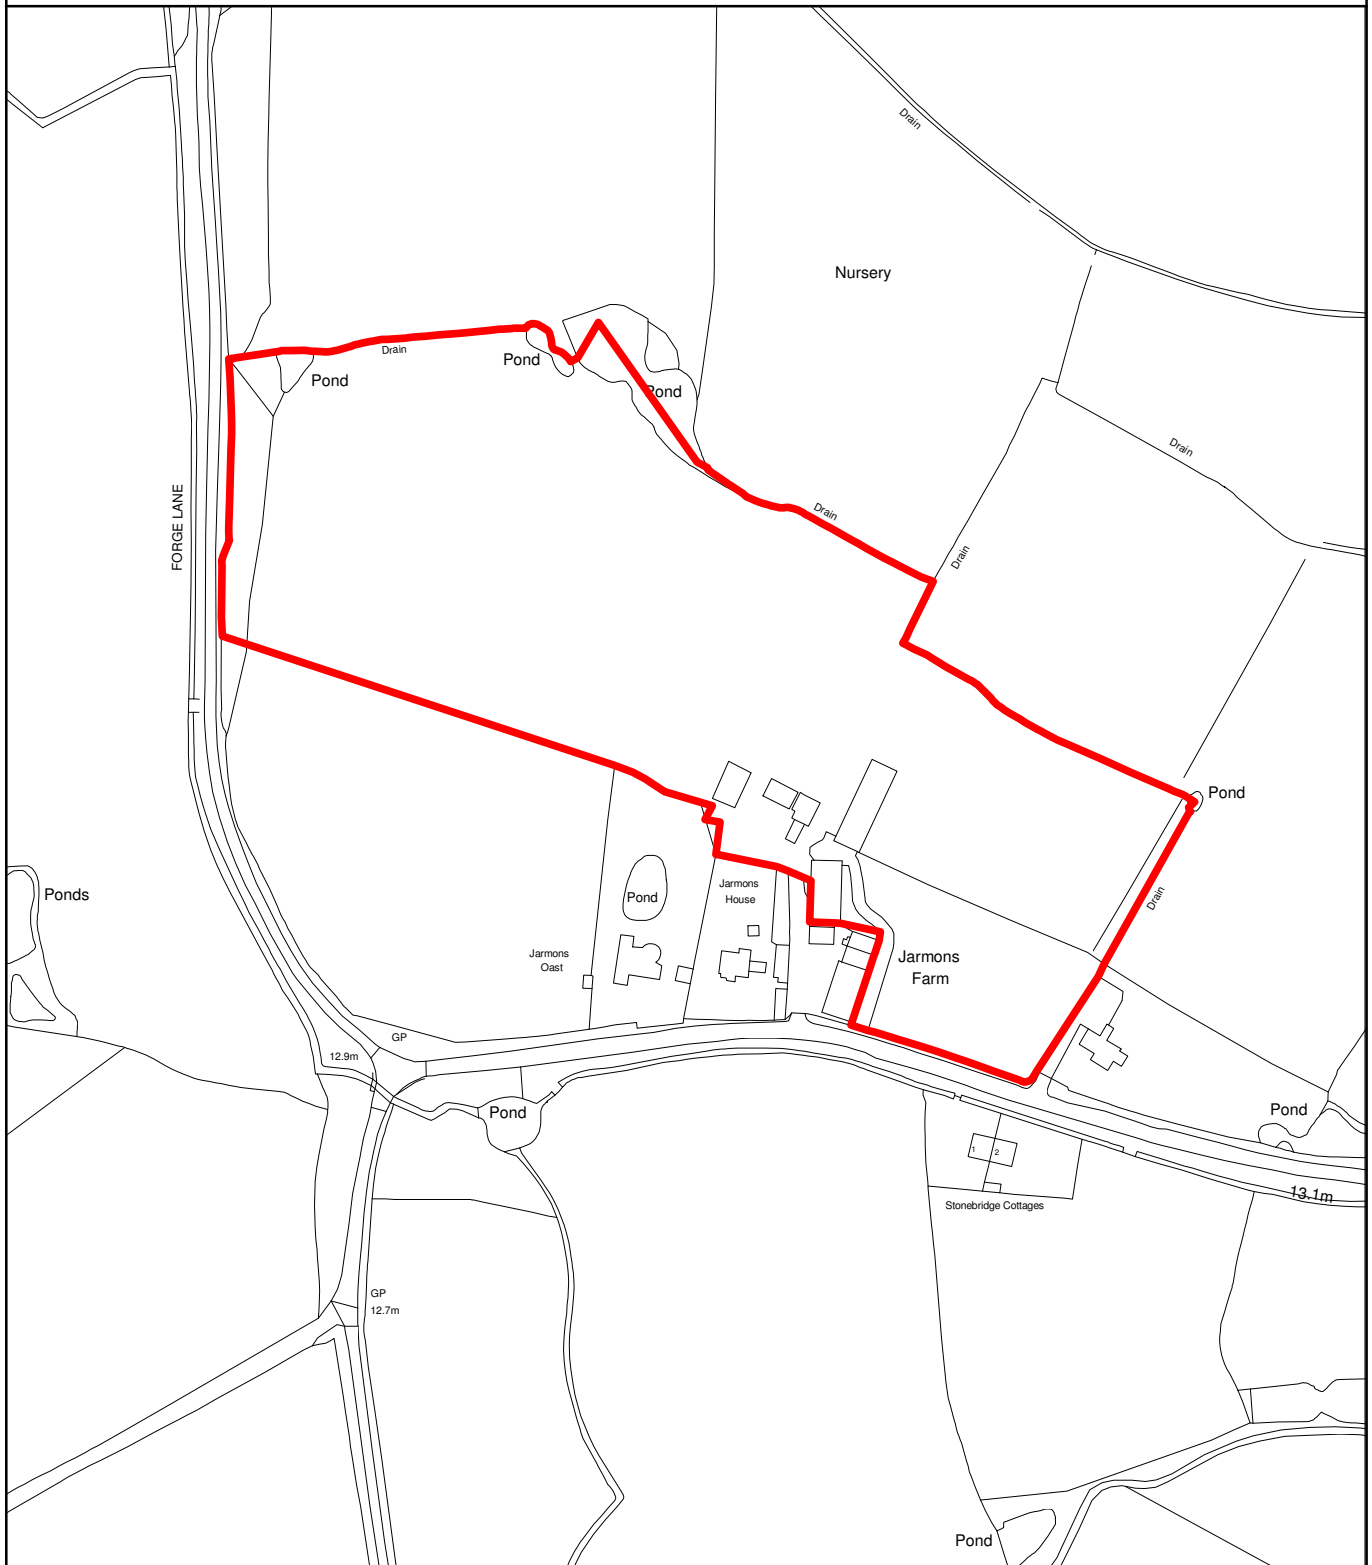 Drain
Nursery
Drain
Pond
Pond
Pond
Drain
FORGE LANE
Drain
Drain
Pond
Ponds
Jarmons
House
Pond
Drain
Jarmons
Oast
Jarmons
Farm
GP
12.9m
Pond
Pond
1
2
13.1m
Stonebridge Cottages
GP
12.7m
Pond